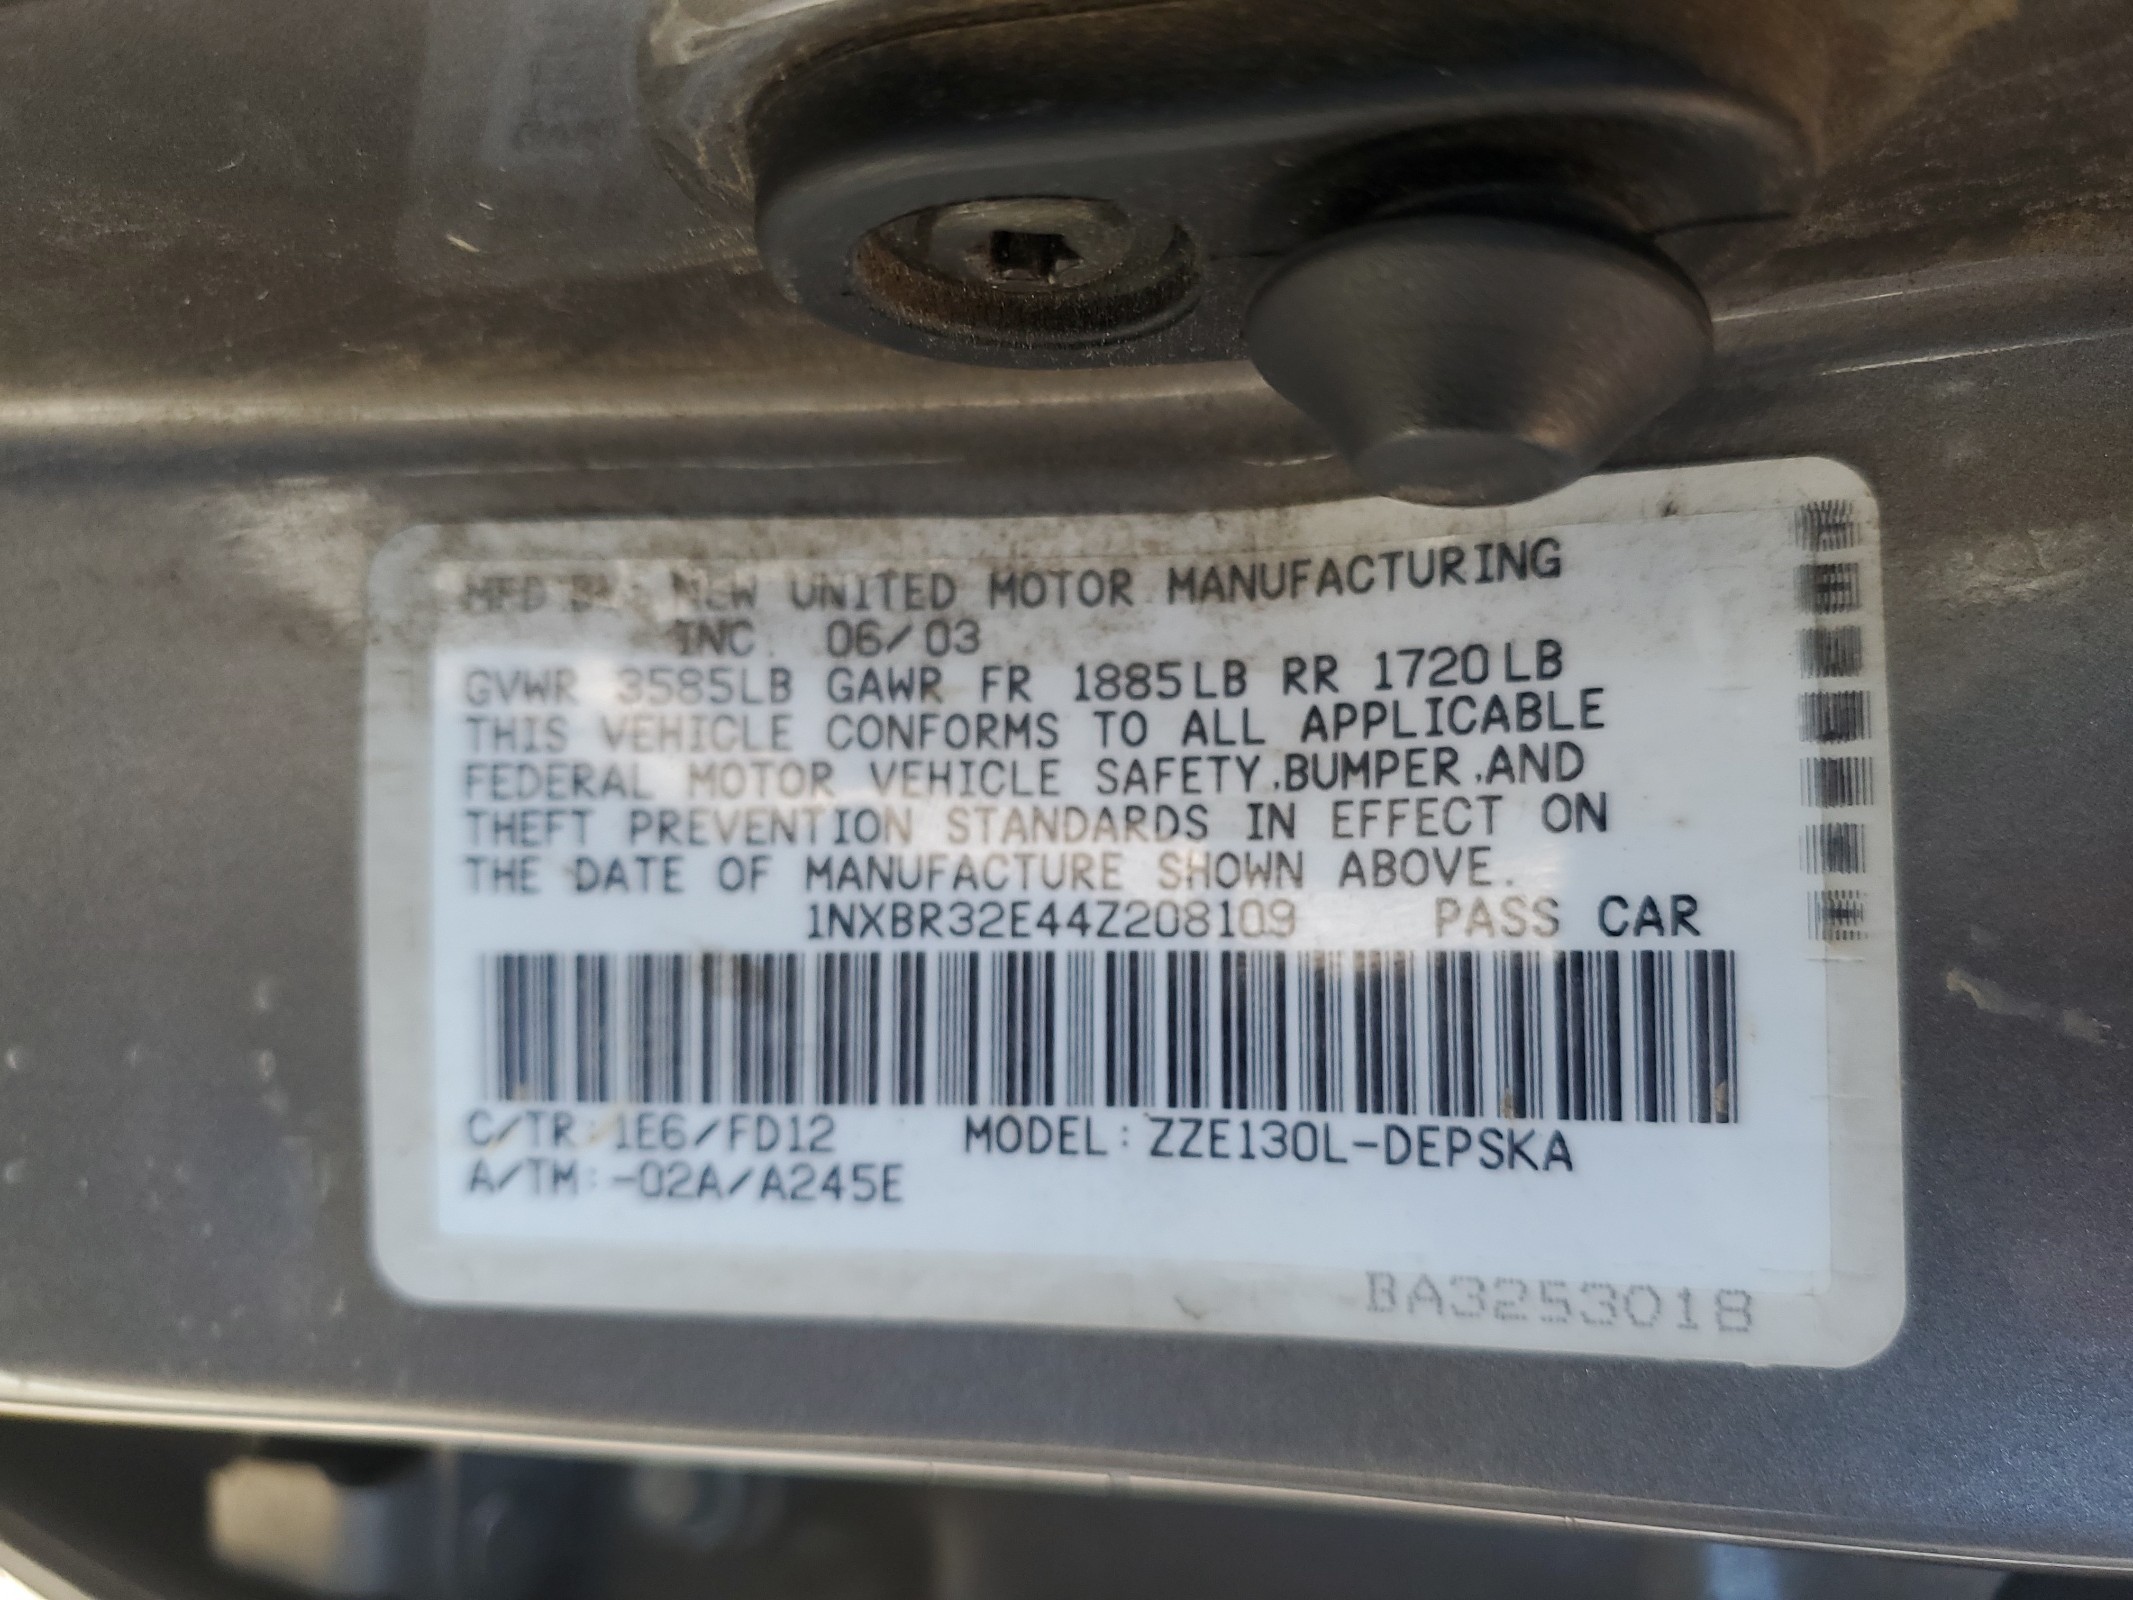 MFD BY: NEW UNITED MOTOR MANUFACTURING
INC. 06/03
GVWR 3585LB GAWR FR 1885LB RR 1720LB
THIS VEHICLE CONFORMS TO ALL APPLICABLE
FEDERAL MOTOR VEHICLE SAFETY,BUMPER,AND
THEFT PREVENTION STANDARDS IN EFFECT ON
THE DATE OF MANUFACTURE SHOWN ABOVE.
1NXBR32E44Z208109 PASS CAR
C/TR: 1E6/FD12 MODEL: ZZE130L-DEPSKA
A/TM: -02A/A245E
BA3253018